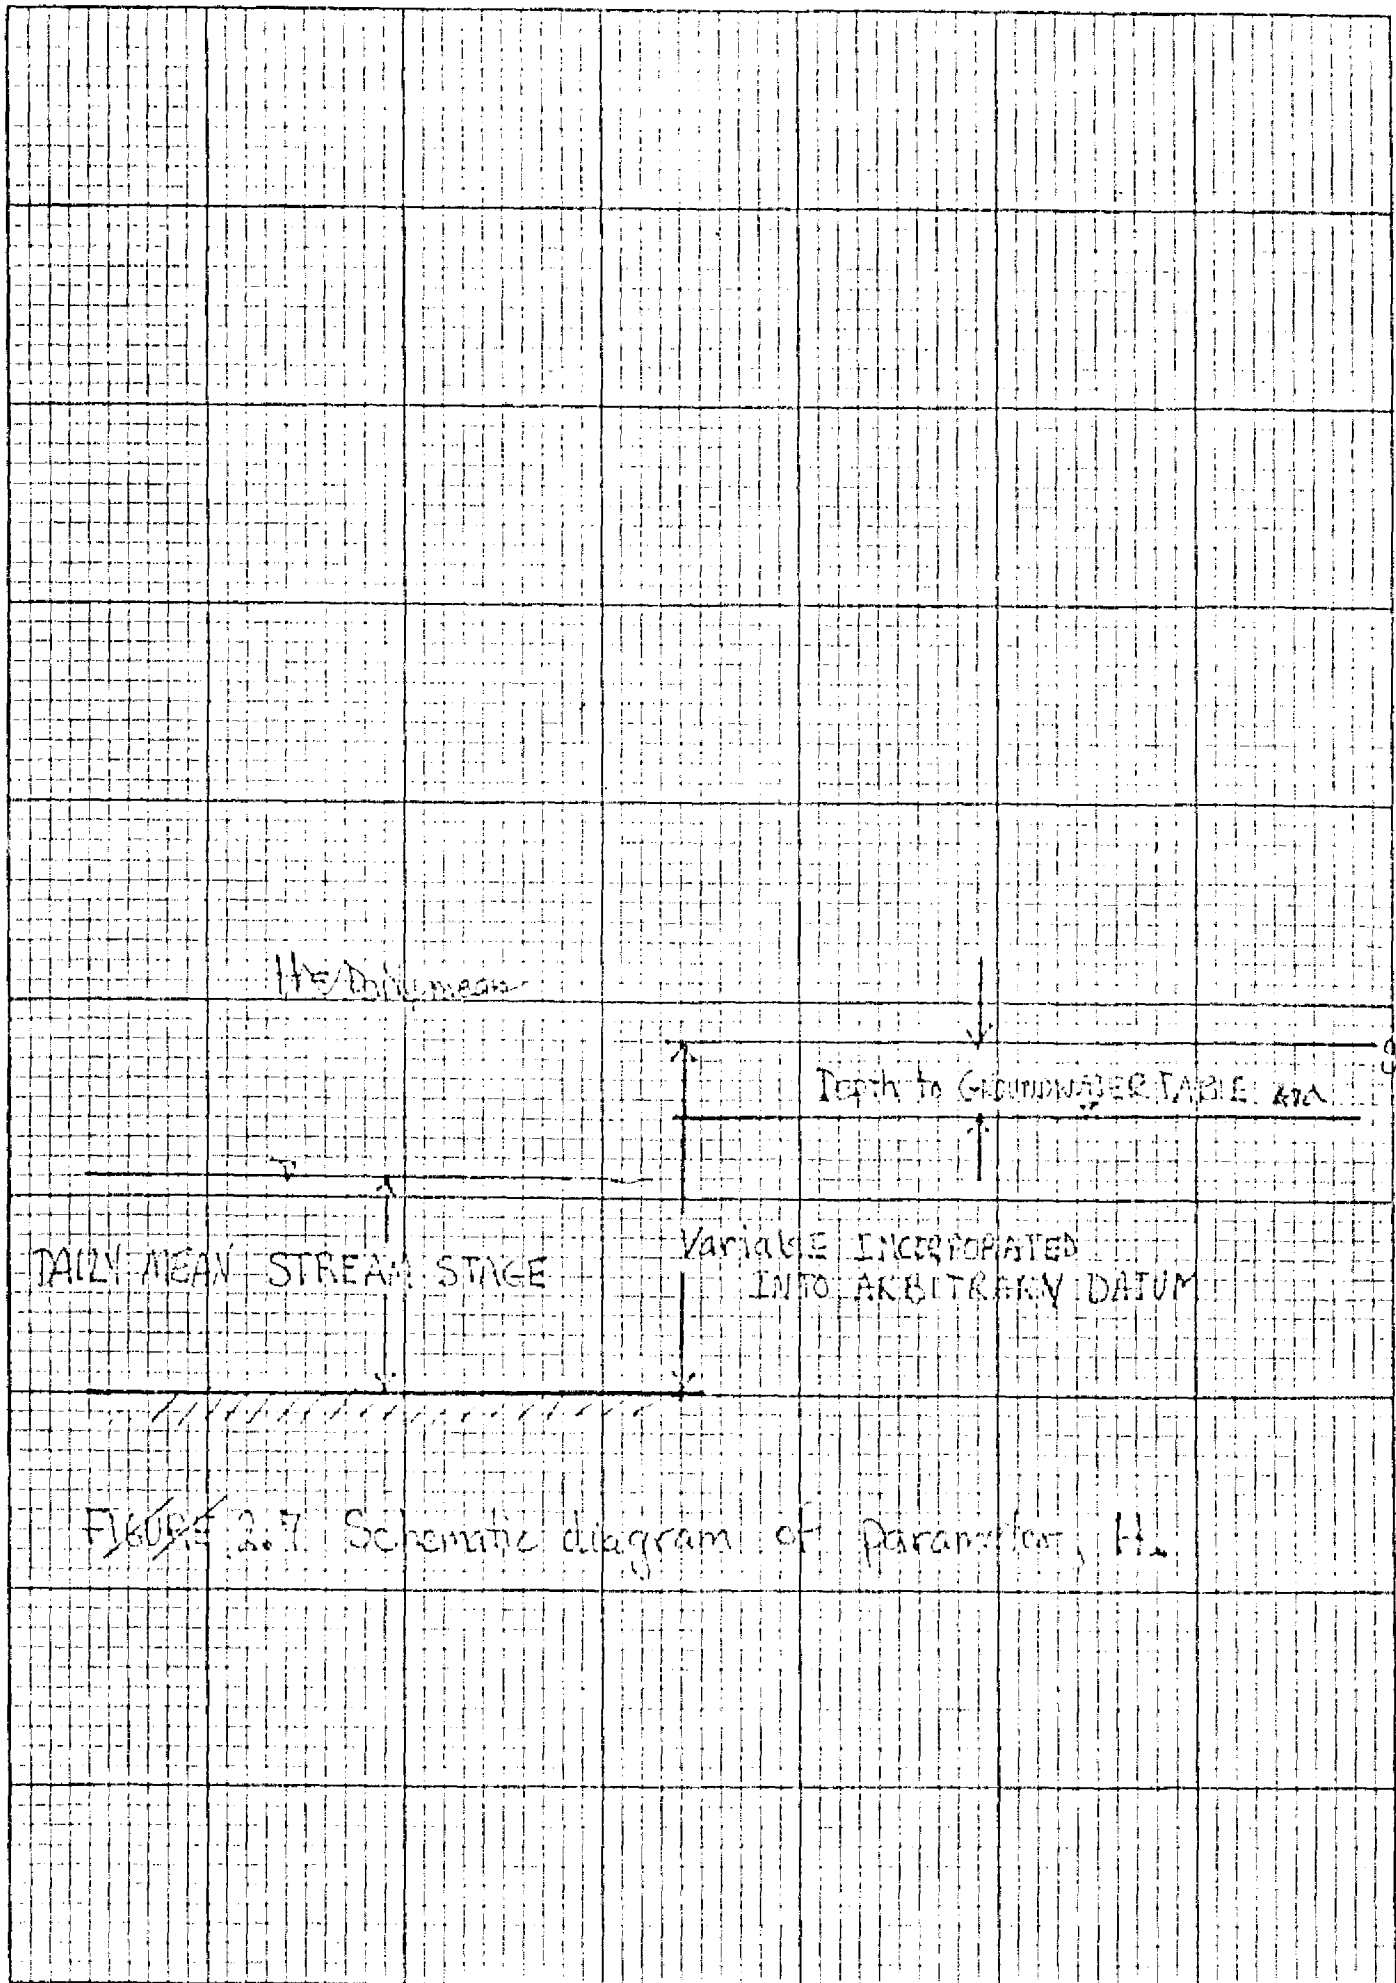 H= Daily mean
Depth to GROUNDWATER TABLE
DAILY MEAN STREAM STAGE
Variable INCORPORATED
INTO ARBITRARY DATUM
FIGURE 2.7 Schematic diagram of parameter, H